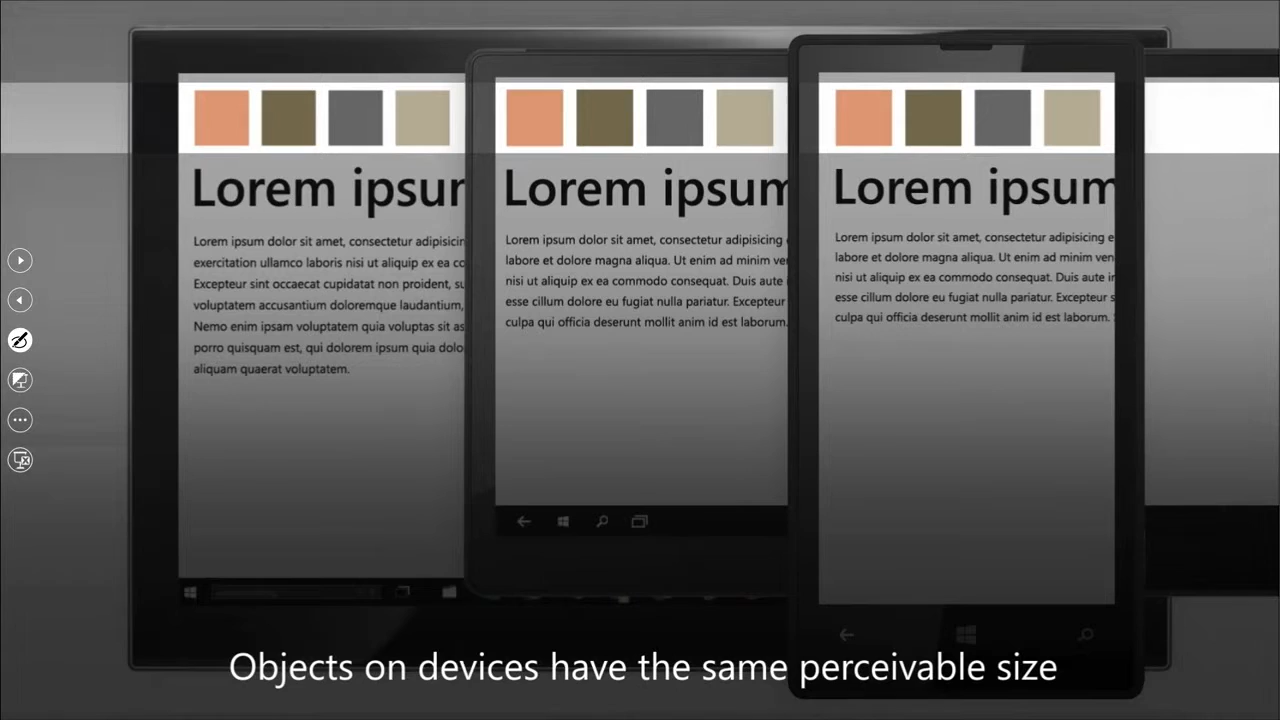 Lorem ipsum
Lorem ipsum dolor sit amet, consectetur adipisicin
exercitation ullamco laboris nisi ut aliquip ex ea co
Excepteur sint occaecat cupidatat non proident, su
voluptatem accusantium doloremque laudantium,
Nemo enim ipsam voluptatem quia voluptas sit as
porro quisquam est, qui dolorem ipsum quia dolo
aliquam quaerat voluptatem.
Lorem ipsum
Lorem ipsum dolor sit amet, consectetur adipisicing
labore et dolore magna aliqua. Ut enim ad minim ven
nisi ut aliquip ex ea commodo consequat. Duis aute i
esse cillum dolore eu fugiat nulla pariatur. Excepteur
culpa qui officia deserunt mollit anim id est laborum.
Lorem ipsum
Lorem ipsum dolor sit amet, consectetur adipisicing e
labore et dolore magna aliqua. Ut enim ad minim ven
nisi ut aliquip ex ea commodo consequat. Duis aute in
esse cillum dolore eu fugiat nulla pariatur. Excepteur s
culpa qui officia deserunt mollit anim id est laborum.
Objects on devices have the same perceivable size